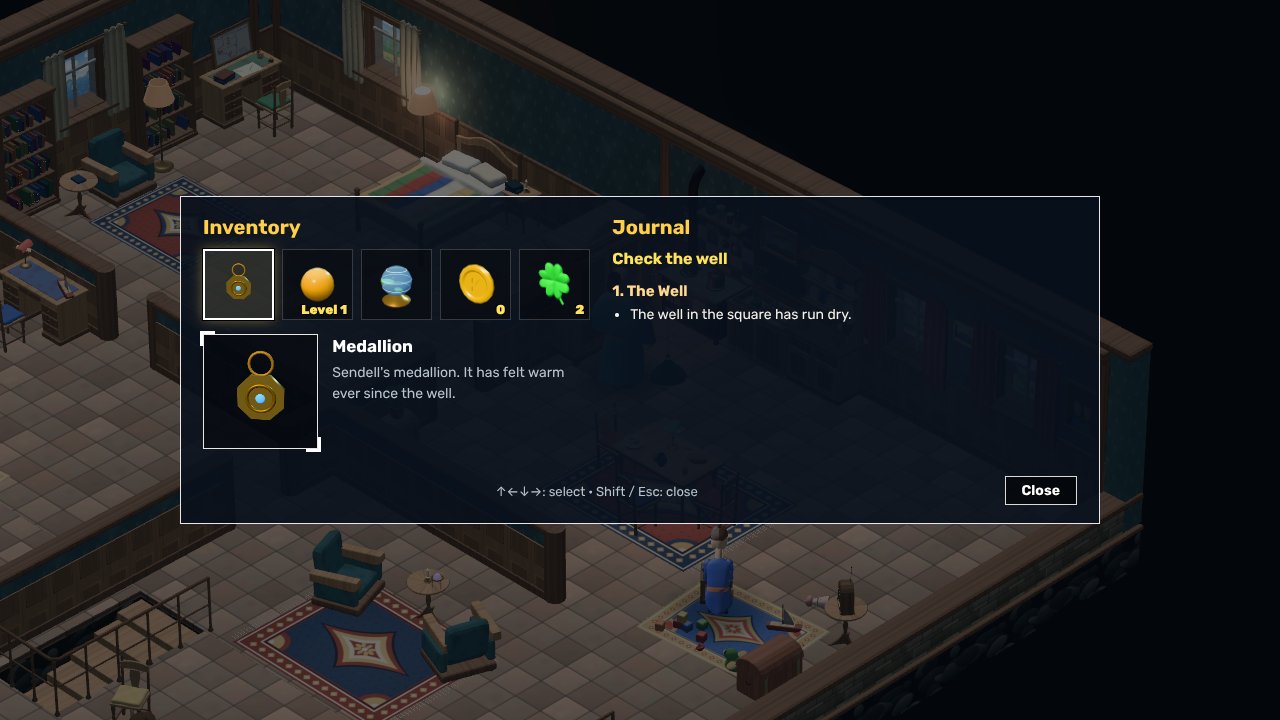 Inventory
Level 1
0
2
Medallion
Sendell's medallion. It has felt warm
ever since the well.
Journal
Check the well
1. The Well
• The well in the square has run dry.
↑←↓→: select • Shift / Esc: close
Close